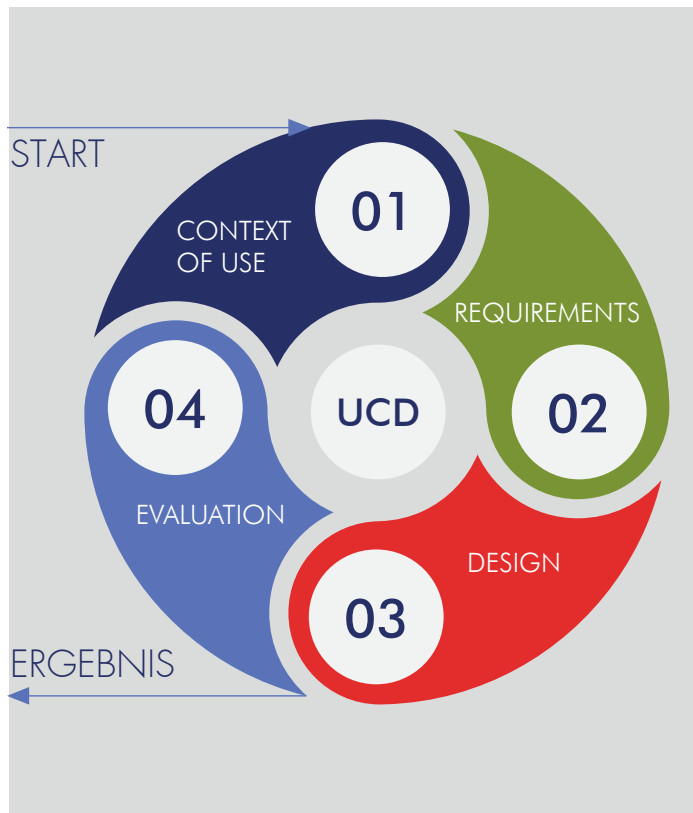 START
01
CONTEXT
OF USE
REQUIREMENTS
02
UCD
04
EVALUATION
DESIGN
03
ERGEBNIS